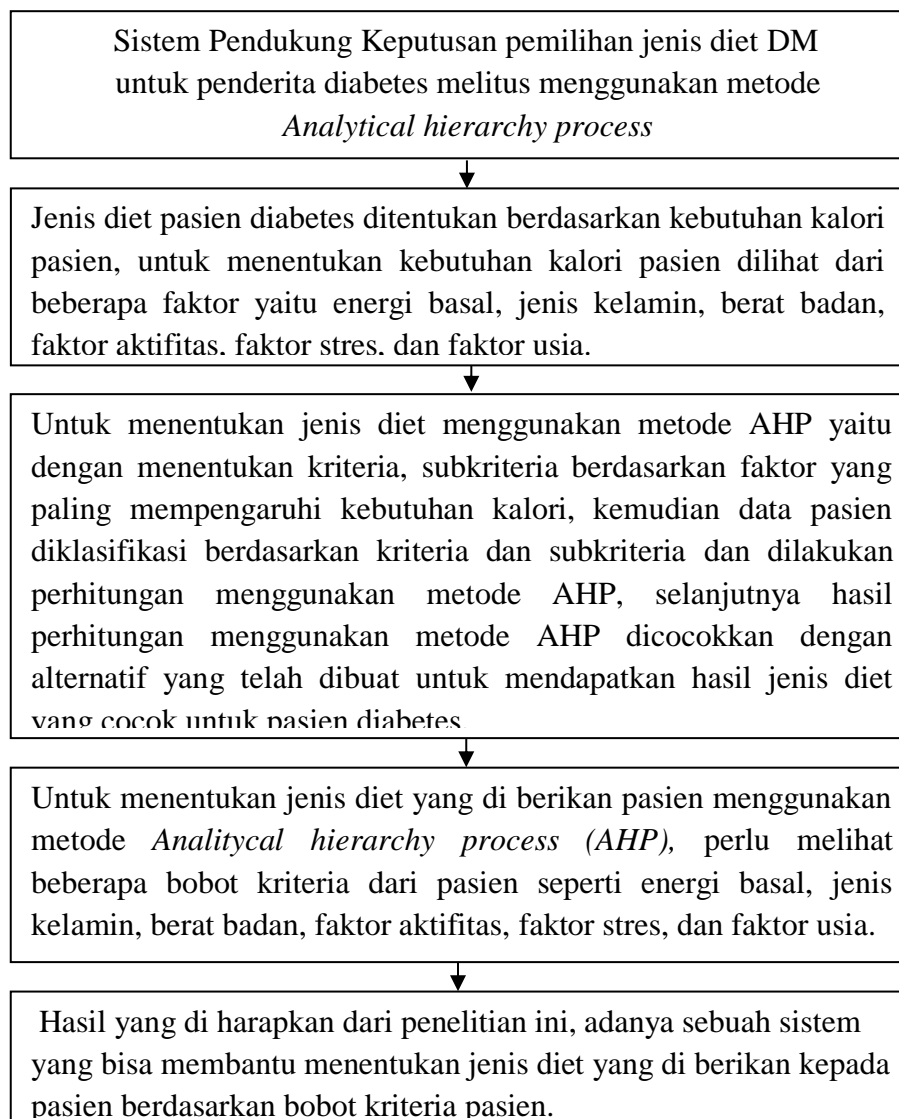 Sistem Pendukung Keputusan pemilihan jenis diet DM
untuk penderita diabetes melitus menggunakan metode
Analytical hierarchy process
Jenis diet pasien diabetes ditentukan berdasarkan kebutuhan kalori
pasien, untuk menentukan kebutuhan kalori pasien dilihat dari
beberapa faktor yaitu energi basal, jenis kelamin, berat badan,
faktor aktifitas, faktor stres, dan faktor usia.
Untuk menentukan jenis diet menggunakan metode AHP yaitu
dengan menentukan kriteria, subkriteria berdasarkan faktor yang
paling mempengaruhi kebutuhan kalori, kemudian data pasien
diklasifikasi berdasarkan kriteria dan subkriteria dan dilakukan
perhitungan menggunakan metode AHP, selanjutnya hasil
perhitungan menggunakan metode AHP dicocokkan dengan
alternatif yang telah dibuat untuk mendapatkan hasil jenis diet
yang cocok untuk pasien diabetes.
Untuk menentukan jenis diet yang di berikan pasien menggunakan
metode Analitycal hierarchy process (AHP), perlu melihat
beberapa bobot kriteria dari pasien seperti energi basal, jenis
kelamin, berat badan, faktor aktifitas, faktor stres, dan faktor usia.
Hasil yang di harapkan dari penelitian ini, adanya sebuah sistem
yang bisa membantu menentukan jenis diet yang di berikan kepada
pasien berdasarkan bobot kriteria pasien.